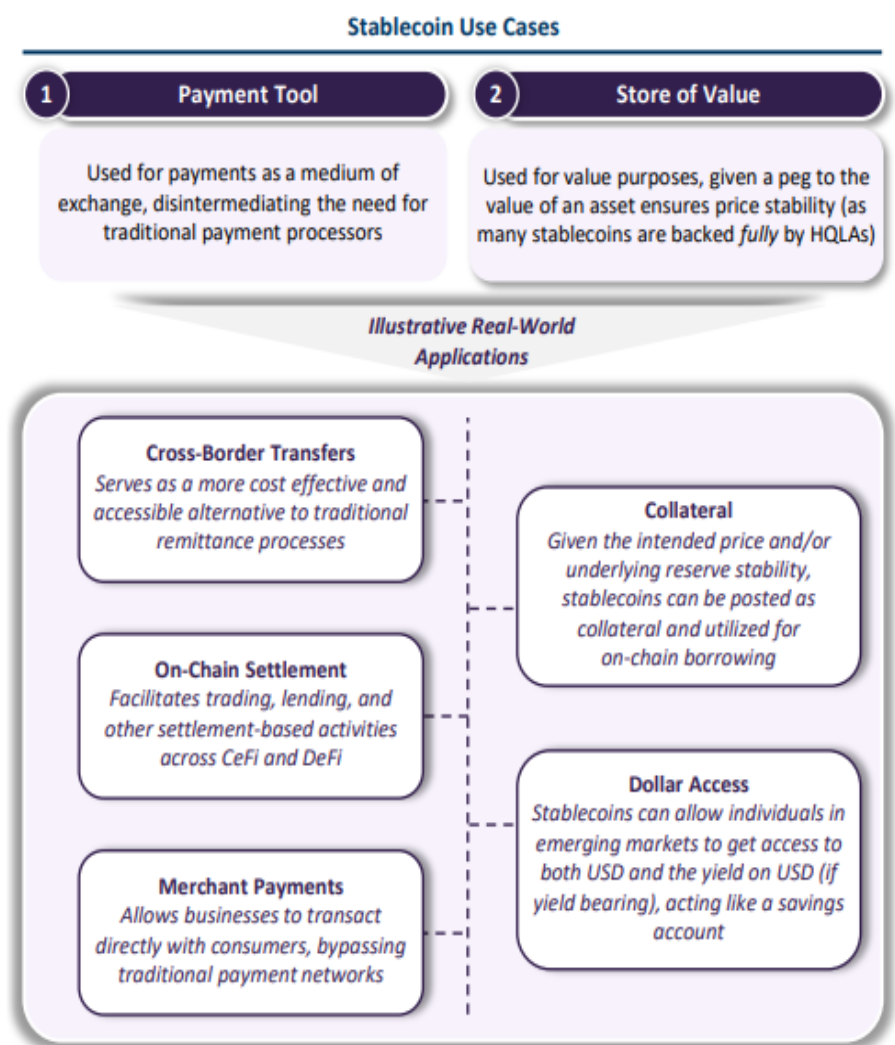 Stablecoin Use Cases
1
Payment Tool
Used for payments as a medium of
exchange, disintermediating the need for
traditional payment processors
2
Store of Value
Used for value purposes, given a peg to the
value of an asset ensures price stability (as
many stablecoins are backed fully by HQLAs)
Illustrative Real-World
Applications
Cross-Border Transfers
Serves as a more cost effective and
accessible alternative to traditional
remittance processes
On-Chain Settlement
Facilitates trading, lending, and
other settlement-based activities
across CeFi and DeFi
Merchant Payments
Allows businesses to transact
directly with consumers, bypassing
traditional payment networks
Collateral
Given the intended price and/or
underlying reserve stability,
stablecoins can be posted as
collateral and utilized for
on-chain borrowing
Dollar Access
Stablecoins can allow individuals in
emerging markets to get access to
both USD and the yield on USD (if
yield bearing), acting like a savings
account